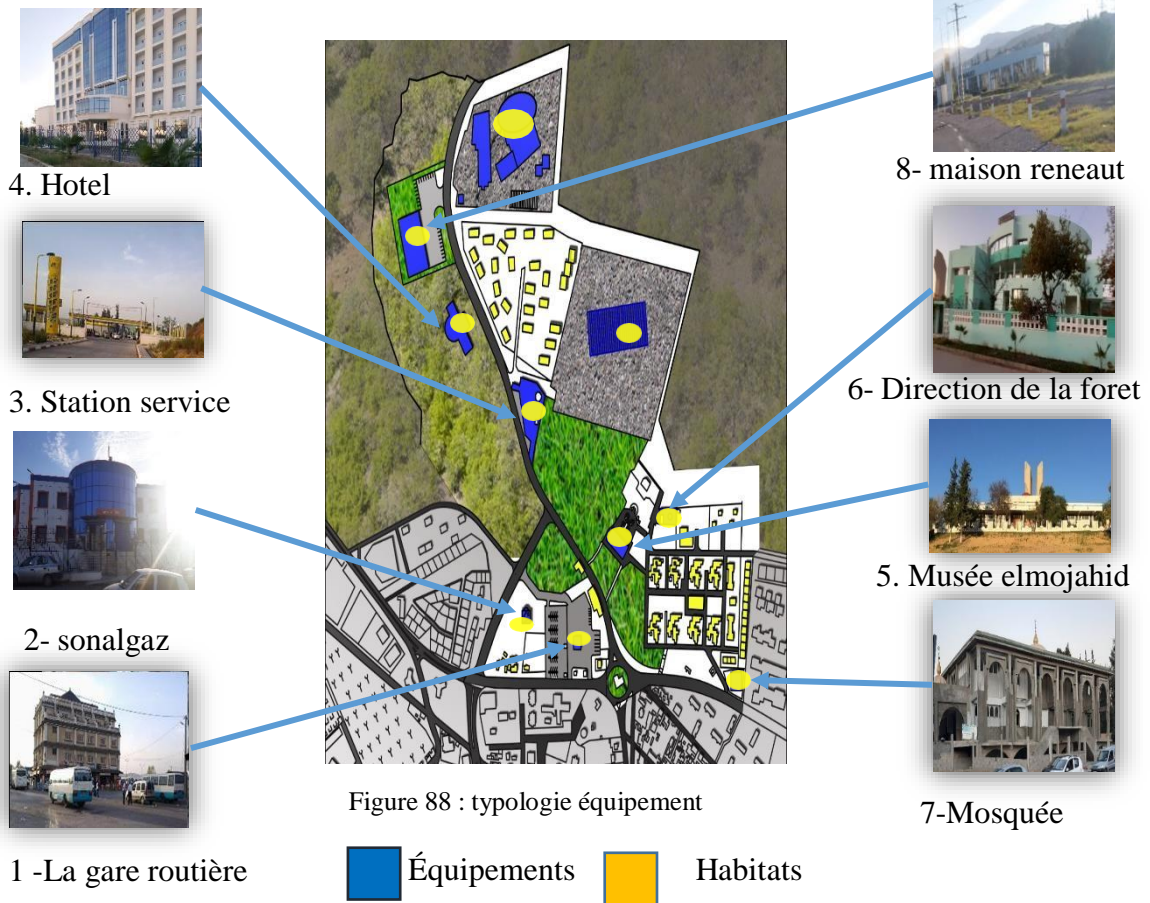 4. Hotel
8- maison reneaut
3. Station service
6- Direction de la foret
2- sonalgaz
5. Musée elmojahid
1 -La gare routière
Figure 88 : typologie équipement
7-Mosquée
Équipements
Habitats